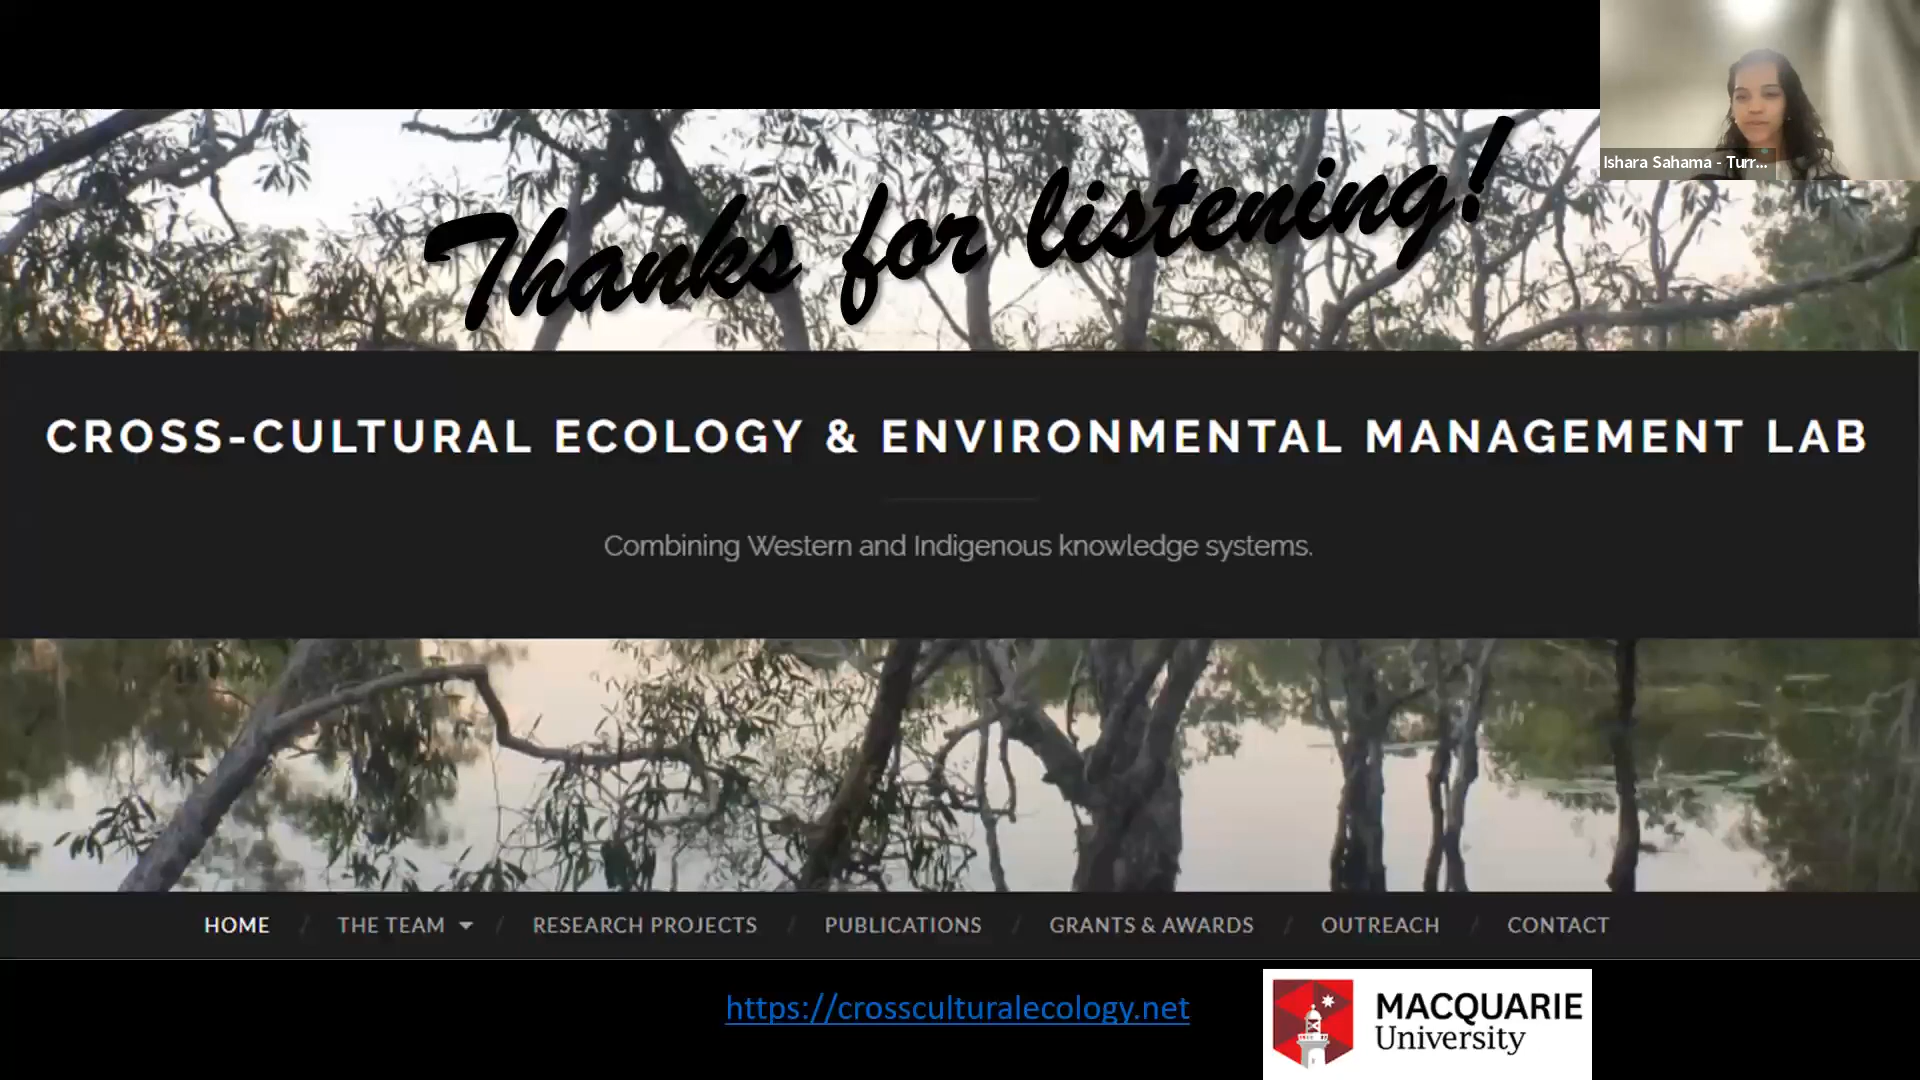 Ishara Sahama - Turr...
Thanks for listening!
CROSS-CULTURAL ECOLOGY & ENVIRONMENTAL MANAGEMENT LAB
Combining Western and Indigenous knowledge systems.
HOME / THE TEAM / RESEARCH PROJECTS / PUBLICATIONS / GRANTS & AWARDS / OUTREACH / CONTACT
https://crossculturalecology.net
MACQUARIE
University